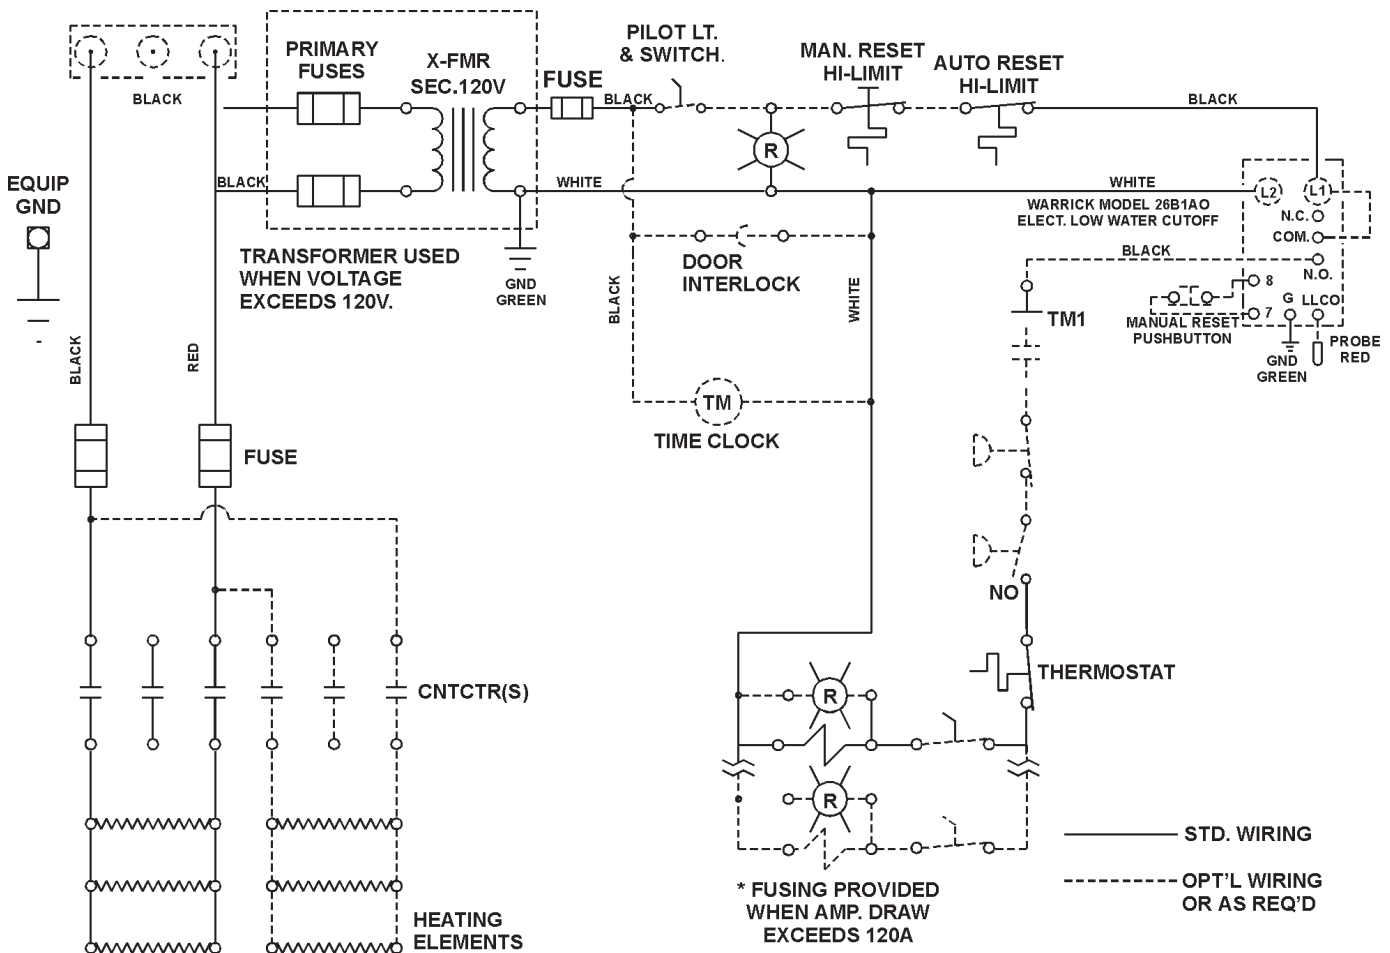 PILOT LT.
& SWITCH.
PRIMARY
FUSES
X-FMR
SEC.120V
FUSE
MAN. RESET
HI-LIMIT
AUTO RESET
HI-LIMIT
BLACK
BLACK
BLACK
R
EQUIP
GND
BLACK
WHITE
WHITE
L2
L1
WARRICK MODEL 26B1AO
ELECT. LOW WATER CUTOFF
N.C.
COM.
N.O.
TRANSFORMER USED
WHEN VOLTAGE
EXCEEDS 120V.
GND
GREEN
DOOR
INTERLOCK
BLACK
8
7
G
LLCO
MANUAL RESET
PUSHBUTTON
GND
GREEN
PROBE
RED
TM1
BLACK
WHITE
BLACK
RED
TM
TIME CLOCK
FUSE
NO
THERMOSTAT
CNTCTR(S)
R
R
STD. WIRING
OPT'L WIRING
OR AS REQ'D
* FUSING PROVIDED
WHEN AMP. DRAW
EXCEEDS 120A
HEATING
ELEMENTS